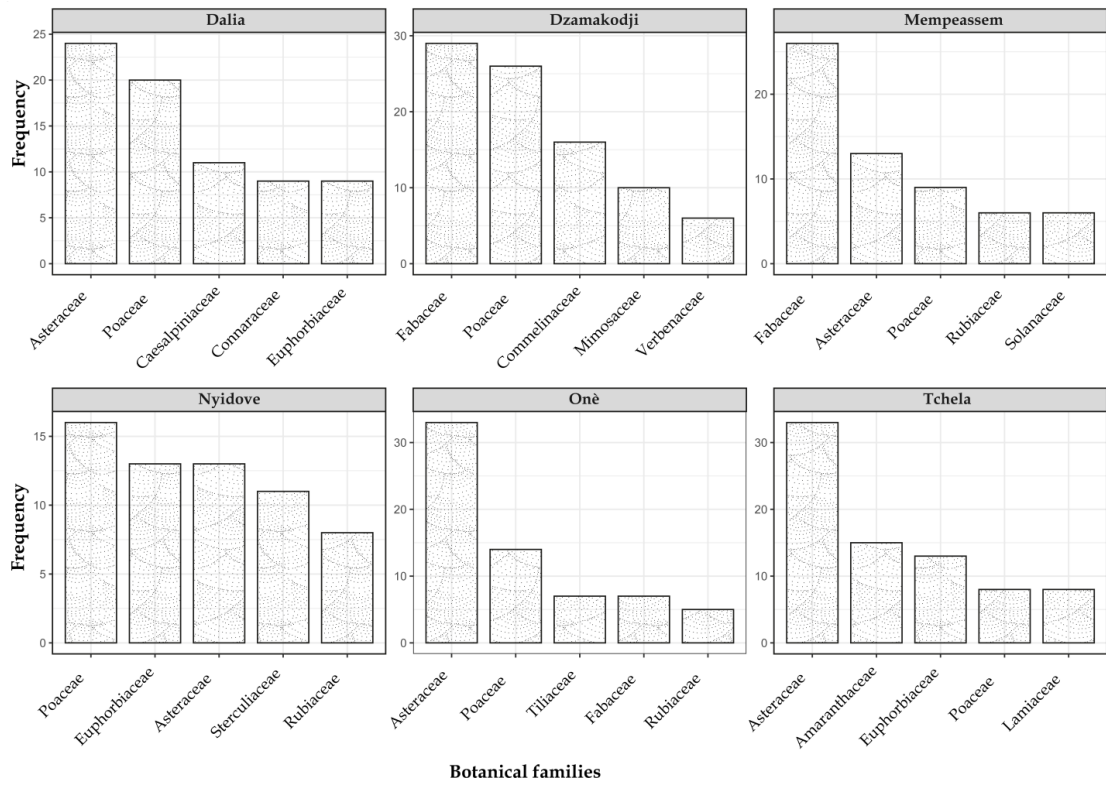 Dalia
Dzamakodji
Mempeassem
Frequency
25
20
15
10
5
0
30
20
10
0
20
10
0
Asteraceae
Poaceae
Caesalpiniaceae
Connaraceae
Euphorbiaceae
Fabaceae
Poaceae
Commelinaceae
Mimosaceae
Verbenaceae
Fabaceae
Asteraceae
Poaceae
Rubiaceae
Solanaceae
Nyidove
Onè
Tchela
Frequency
15
10
5
0
30
20
10
0
30
20
10
0
Poaceae
Euphorbiaceae
Asteraceae
Sterculiaceae
Rubiaceae
Asteraceae
Poaceae
Tiliaceae
Fabaceae
Rubiaceae
Asteraceae
Amaranthaceae
Euphorbiaceae
Poaceae
Lamiaceae
Botanical families